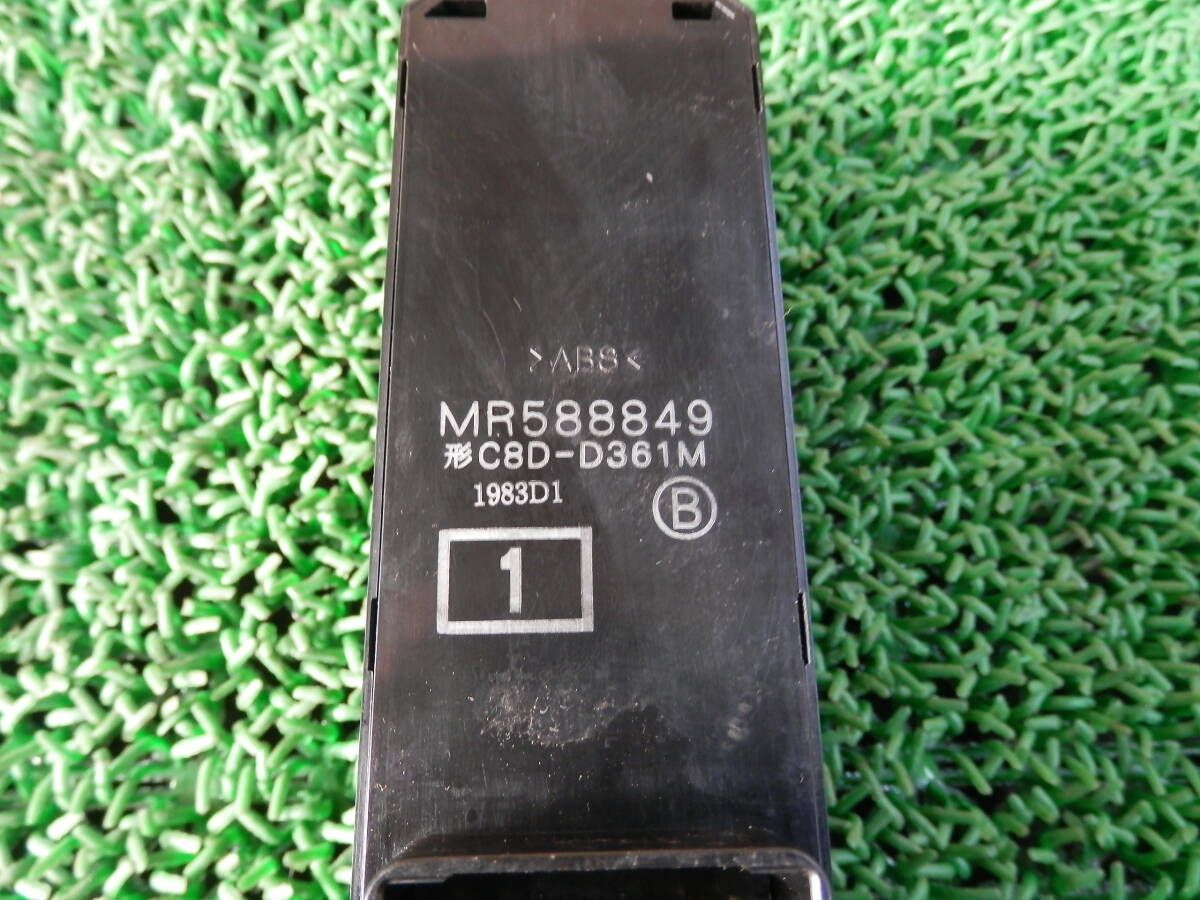 >ABS<
MR588849
形C8D-D361M
1983D1
B
1